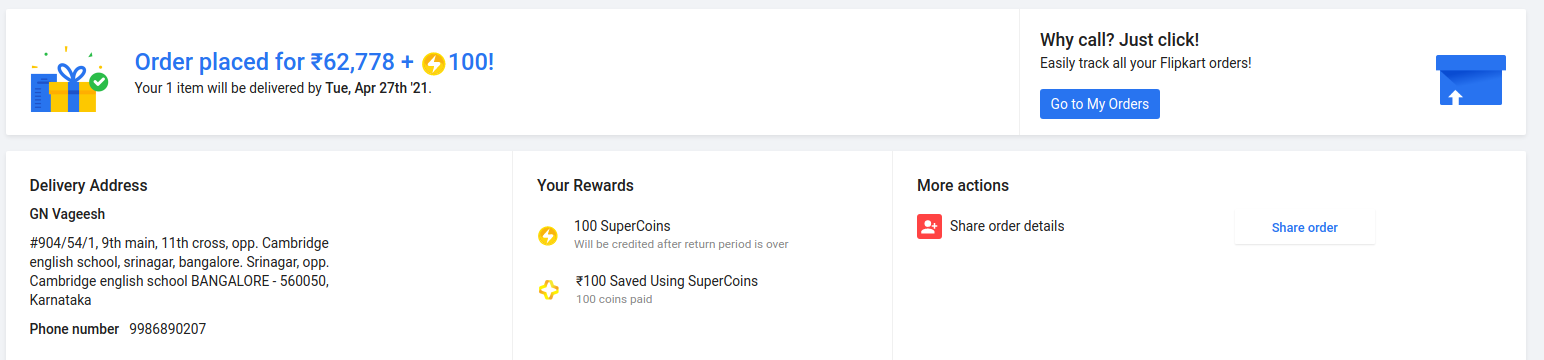 Order placed for ₹62,778 + 100!
Your 1 item will be delivered by Tue, Apr 27th '21.
Why call? Just click!
Easily track all your Flipkart orders!
Go to My Orders
Delivery Address
GN Vageesh
#904/54/1, 9th main, 11th cross, opp. Cambridge
english school, srinagar, bangalore. Srinagar, opp.
Cambridge english school BANGALORE - 560050,
Karnataka
Phone number 9986890207
Your Rewards
100 SuperCoins
Will be credited after return period is over
₹100 Saved Using SuperCoins
100 coins paid
More actions
Share order details
Share order